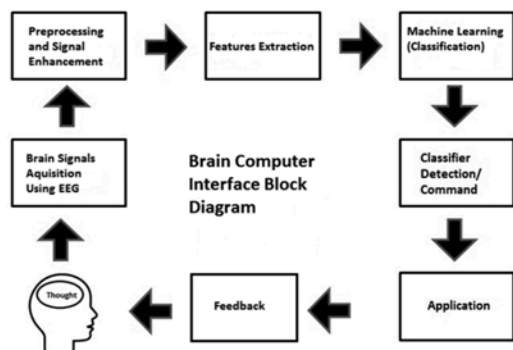 Preprocessing
and Signal
Enhancement
Features Extraction
Machine Learning
(Classification)
Brain Signals
Aquisition
Using EEG
Brain Computer
Interface Block
Diagram
Classifier
Detection/
Command
Thought
Feedback
Application